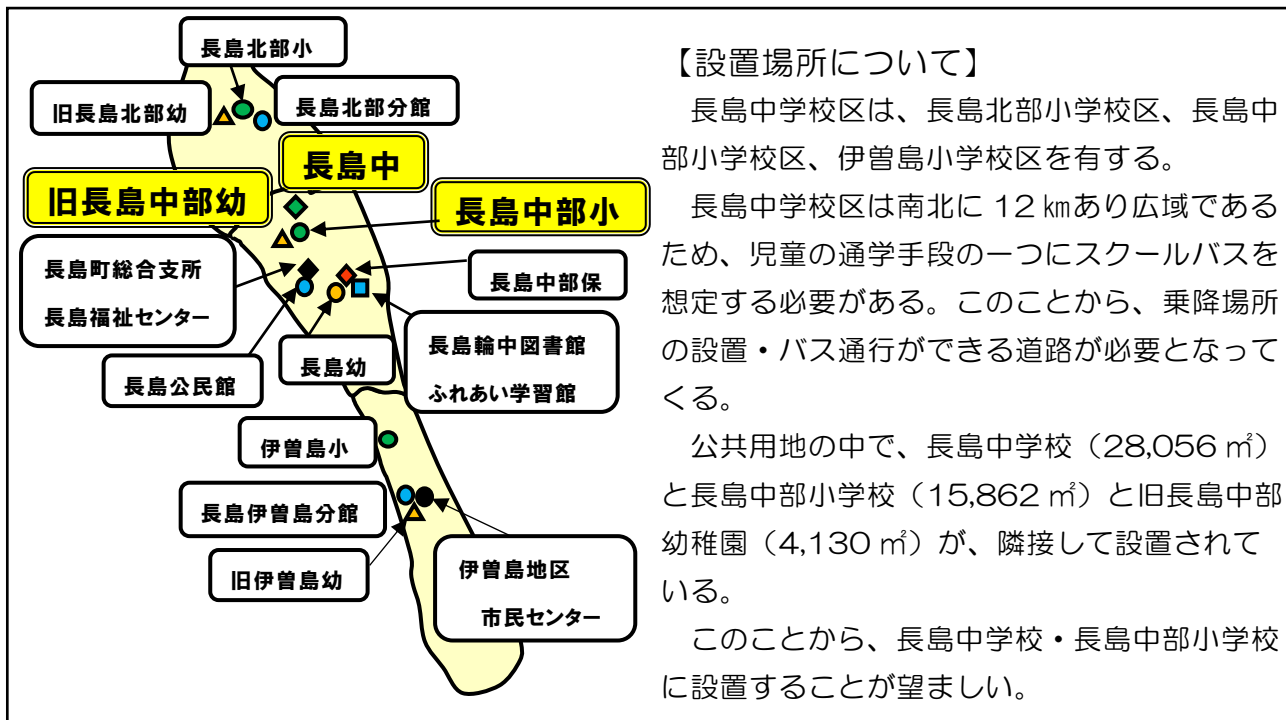 長島北部小
旧長島北部幼
長島北部分館
長島中
旧長島中部幼
長島中部小
長島町総合支所
長島福祉センター
長島中部保
長島公民館
長島幼
長島輪中図書館
ふれあい学習館
伊曽島小
長島伊曽島分館
旧伊曽島幼
伊曽島地区
市民センター
【設置場所について】
長島中学校区は、長島北部小学校区、長島中
部小学校区、伊曽島小学校区を有する。
長島中学校区は南北に 12 ㎞あり広域である
ため、児童の通学手段の一つにスクールバスを
想定する必要がある。このことから、乗降場所
の設置・バス通行ができる道路が必要となって
くる。
公共用地の中で、長島中学校（28,056 ㎡）
と長島中部小学校（15,862 ㎡）と旧長島中部
幼稚園（4,130 ㎡）が、隣接して設置されて
いる。
このことから、長島中学校・長島中部小学校
に設置することが望ましい。